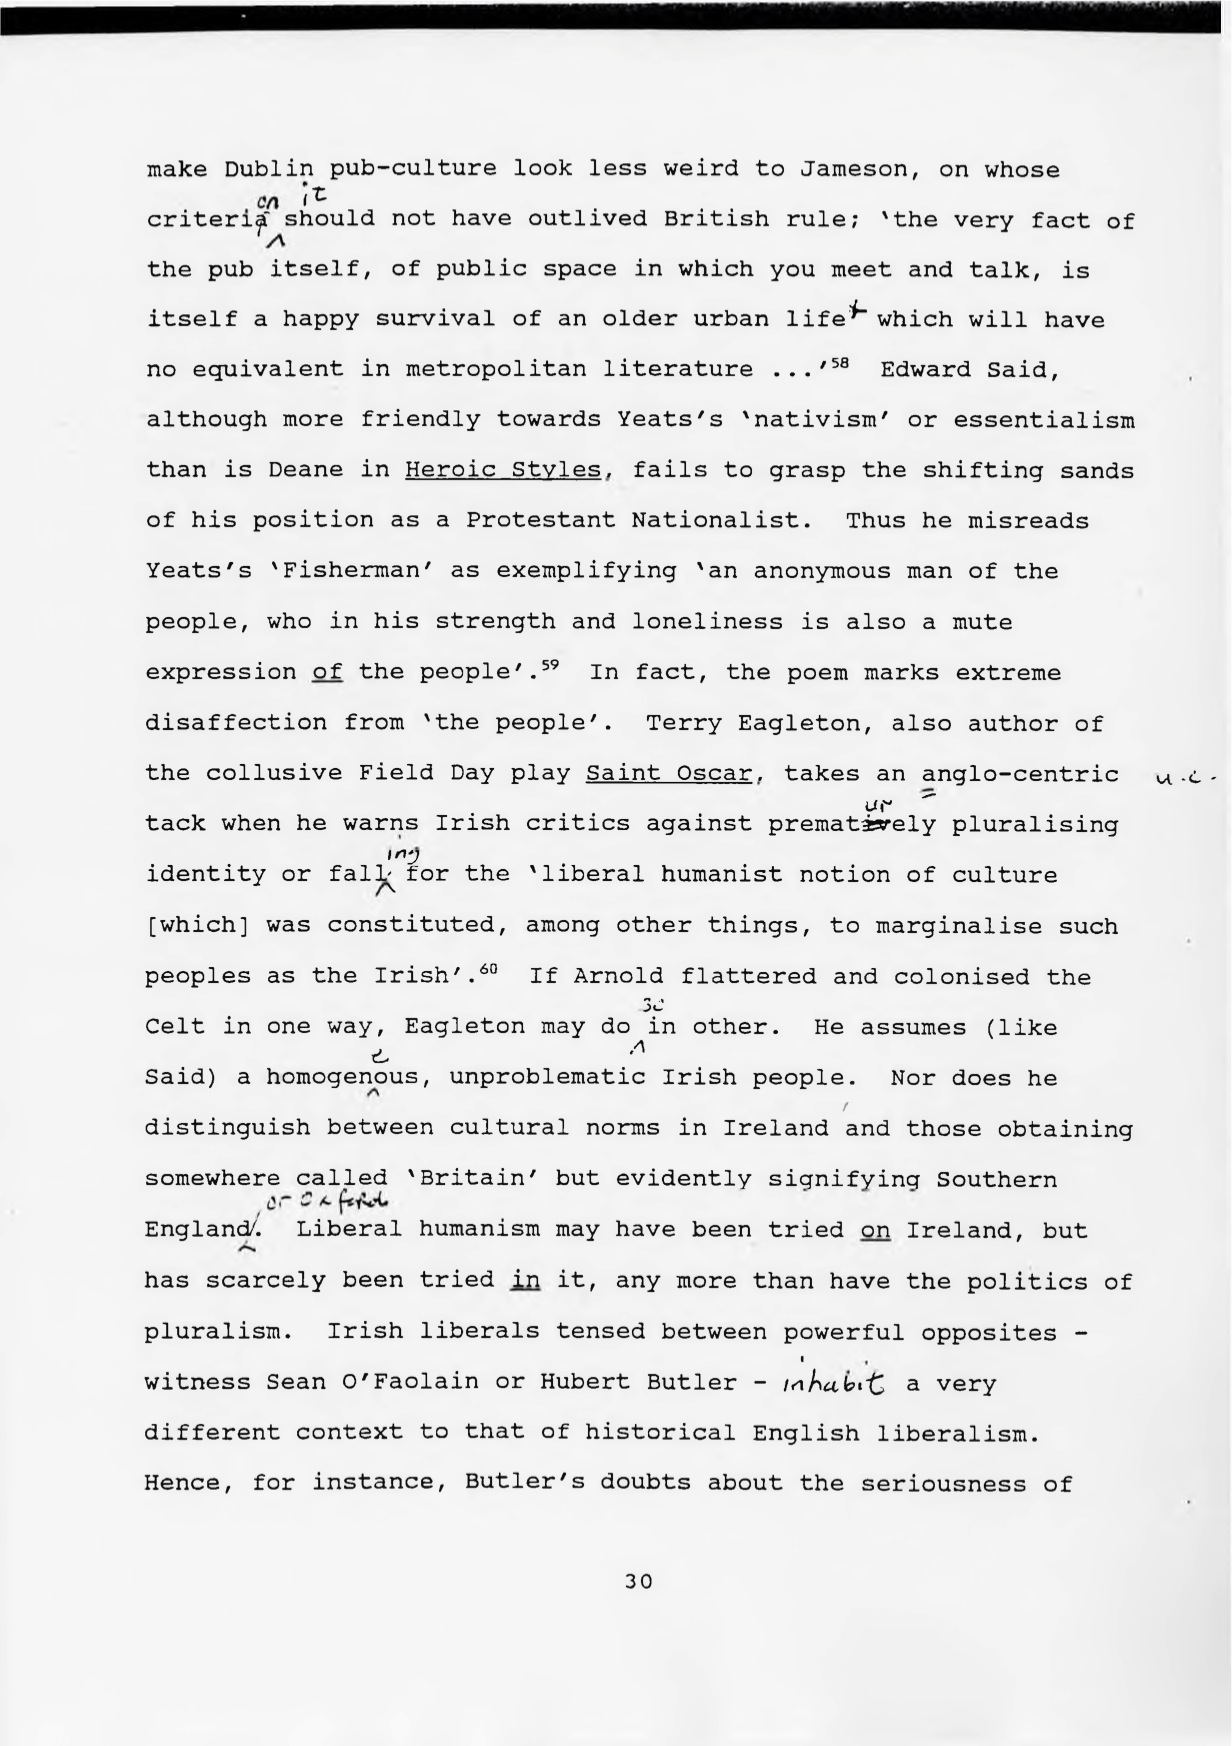 make Dublin pub-culture look less weird to Jameson, on whose
on it
criteria should not have outlived British rule; 'the very fact of
the pub itself, of public space in which you meet and talk, is
itself a happy survival of an older urban life which will have
no equivalent in metropolitan literature ...'58 Edward Said,
although more friendly towards Yeats's 'nativism' or essentialism
than is Deane in Heroic Styles, fails to grasp the shifting sands
of his position as a Protestant Nationalist. Thus he misreads
Yeats's 'Fisherman' as exemplifying 'an anonymous man of the
people, who in his strength and loneliness is also a mute
expression of the people'.59 In fact, the poem marks extreme
disaffection from 'the people'. Terry Eagleton, also author of
the collusive Field Day play Saint Oscar, takes an anglo-centric u.c.
ur
tack when he warns Irish critics against prematively pluralising
ing
identity or fall for the 'liberal humanist notion of culture
[which] was constituted, among other things, to marginalise such
peoples as the Irish'.60 If Arnold flattered and colonised the
so
Celt in one way, Eagleton may do in other. He assumes (like
e
Said) a homogenous, unproblematic Irish people. Nor does he
distinguish between cultural norms in Ireland and those obtaining
somewhere called 'Britain' but evidently signifying Southern
or Oxford
England. Liberal humanism may have been tried on Ireland, but
has scarcely been tried in it, any more than have the politics of
pluralism. Irish liberals tensed between powerful opposites -
witness Sean O'Faolain or Hubert Butler - inhabit a very
different context to that of historical English liberalism.
Hence, for instance, Butler's doubts about the seriousness of
30